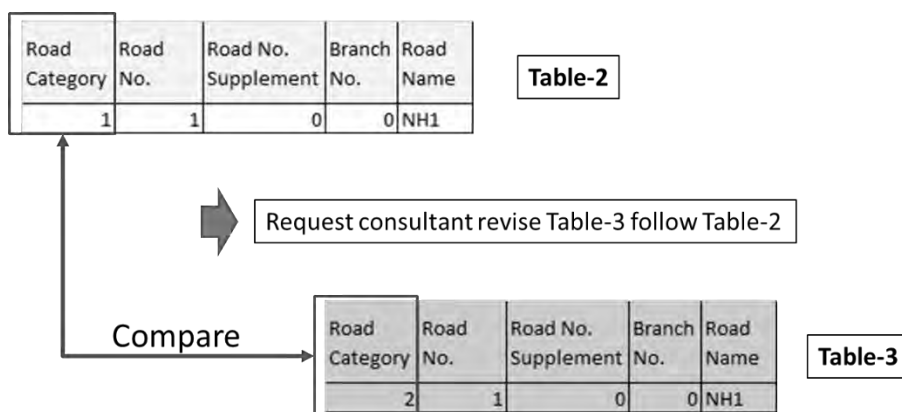 Road Category Road No. Road No. Supplement Branch No. Road Name
1 1 0 0 NH1
Table-2
Request consultant revise Table-3 follow Table-2
Compare
Road Category Road No. Road No. Supplement Branch No. Road Name
2 1 0 0 NH1
Table-3